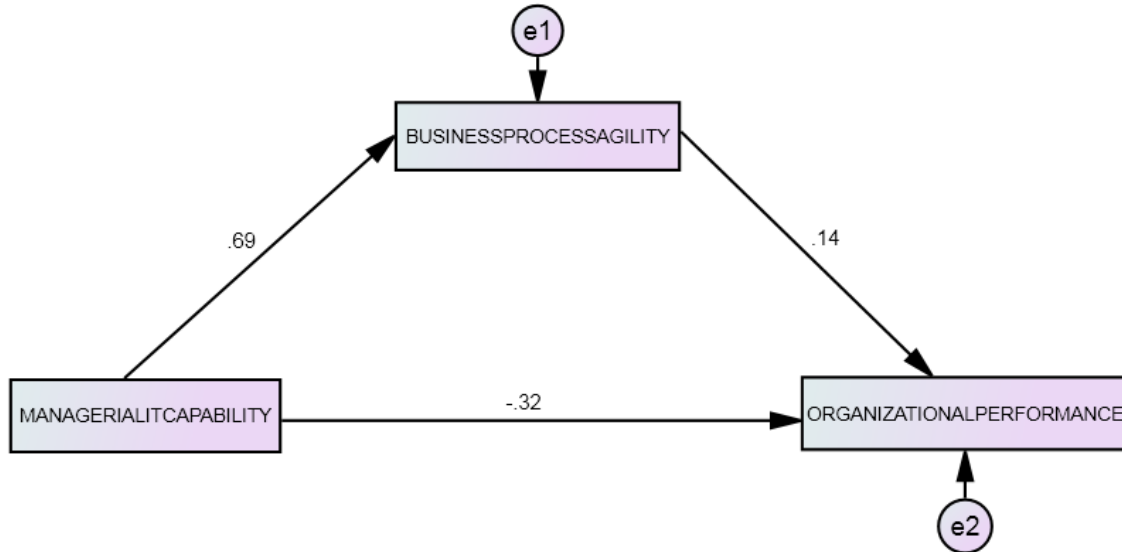 e1
BUSINESSPROCESSAGILITY
.69
.14
MANAGERIALITCAPABILITY
-.32
ORGANIZATIONALPERFORMANCE
e2